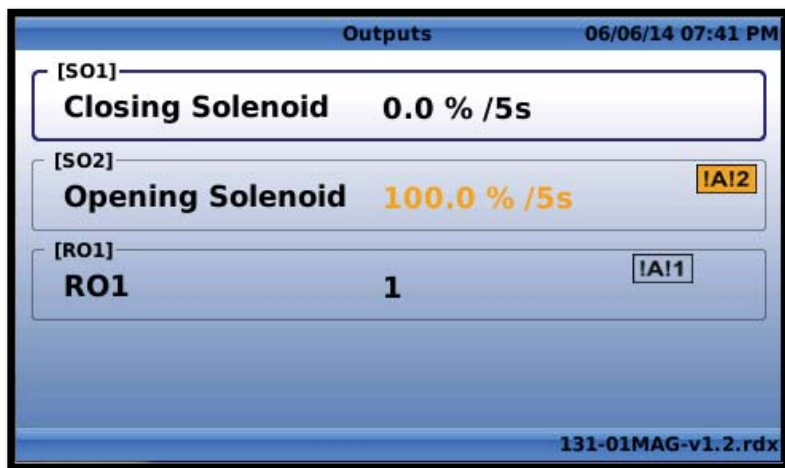 Outputs 06/06/14 07:41 PM
[SO1]
Closing Solenoid 0.0 % /5s
[SO2]
Opening Solenoid 100.0 % /5s !A!2
[RO1]
RO1 1 !A!1
131-01MAG-v1.2.rdx